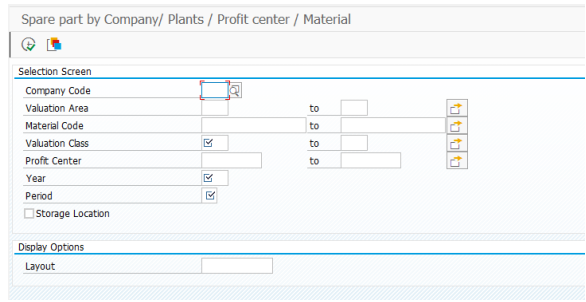 Spare part by Company/ Plants / Profit center / Material
Selection Screen
Company Code
Valuation Area to
Material Code to
Valuation Class to
Profit Center to
Year
Period
Storage Location
Display Options
Layout